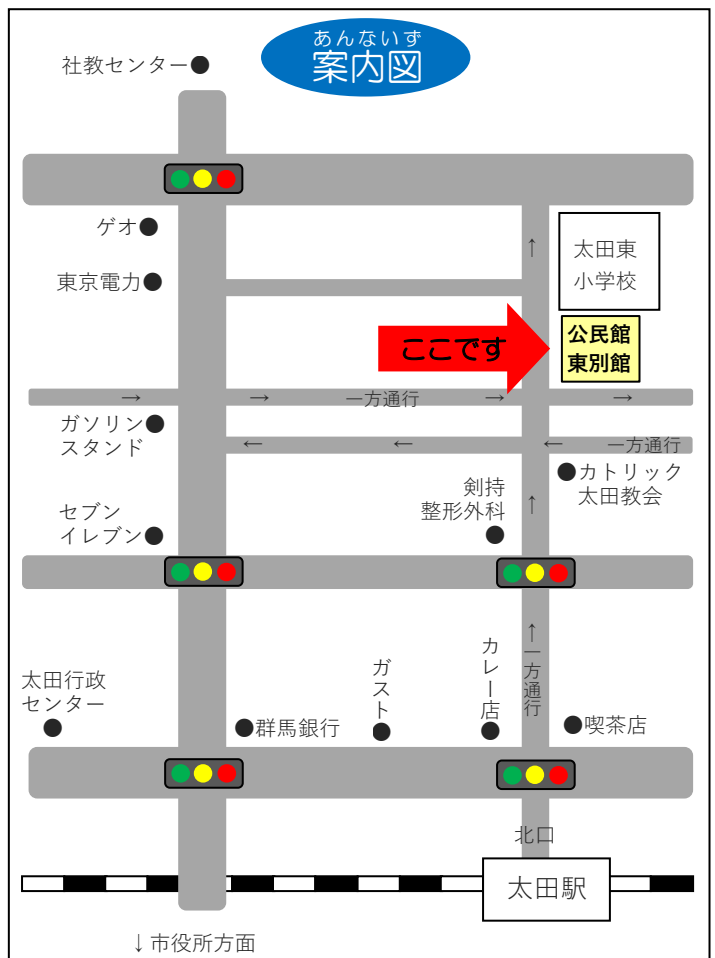 あんないず
案内図
社教センター
ゲオ
東京電力
太田東
小学校
ここです
公民館
東別館
→ → 一方通行 → →
ガソリン
スタンド
← ← ← 一方通行
カトリック
太田教会
剣持
整形外科
セブン
イレブン
↑
↑
↑一方通行
カレー店
ガスト
太田行政
センター
群馬銀行
喫茶店
北口
太田駅
↓市役所方面